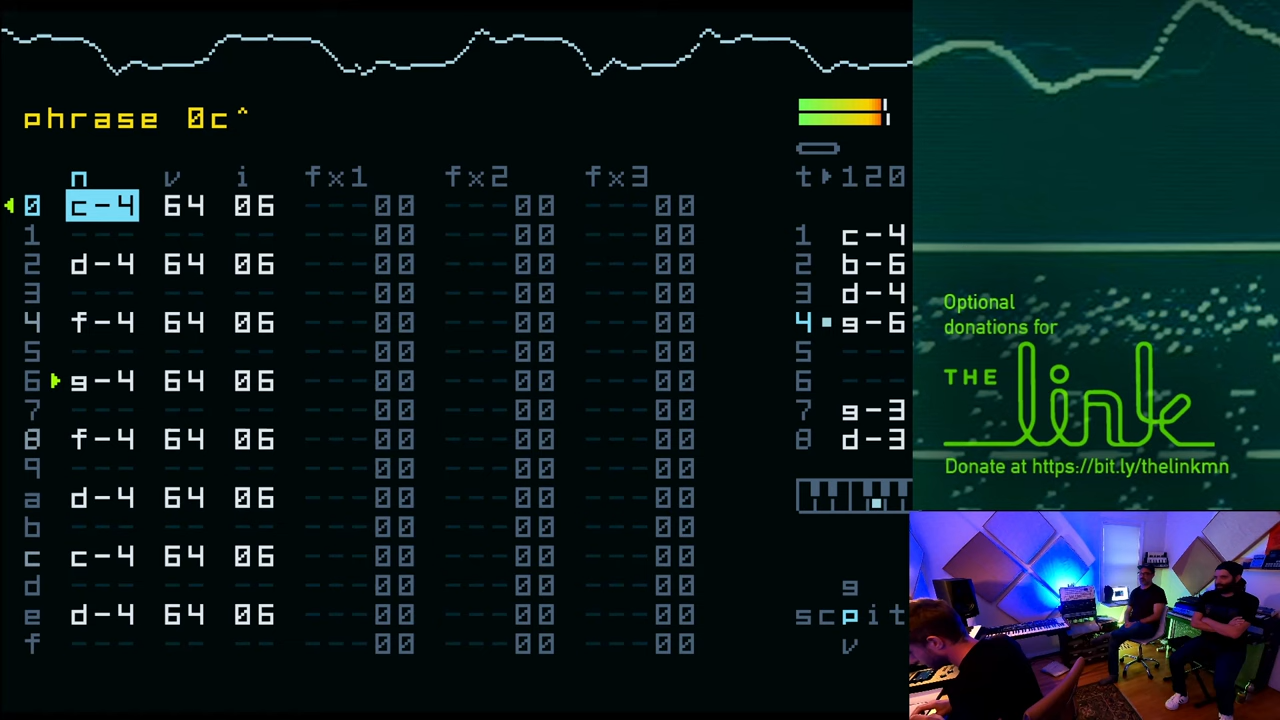 phrase 0c^
n v i fx1 fx2 fx3 t 120
0 c-4 64 06 ---00 ---00 ---00
1 --- -- -- ---00 ---00 ---00 1 c-4
2 d-4 64 06 ---00 ---00 ---00 2 b-6
3 --- -- -- ---00 ---00 ---00 3 d-4
4 f-4 64 06 ---00 ---00 ---00 4 g-6
5 --- -- -- ---00 ---00 ---00 5 ---
6 g-4 64 06 ---00 ---00 ---00 6 ---
7 --- -- -- ---00 ---00 ---00 7 g-3
8 f-4 64 06 ---00 ---00 ---00 8 d-3
9 --- -- -- ---00 ---00 ---00
a d-4 64 06 ---00 ---00 ---00
b --- -- -- ---00 ---00 ---00
c c-4 64 06 ---00 ---00 ---00
d --- -- -- ---00 ---00 ---00 g
e d-4 64 06 ---00 ---00 ---00 scpit
f --- -- -- ---00 ---00 ---00 v
Optional
donations for
THE link
Donate at https://bit.ly/thelinkmn